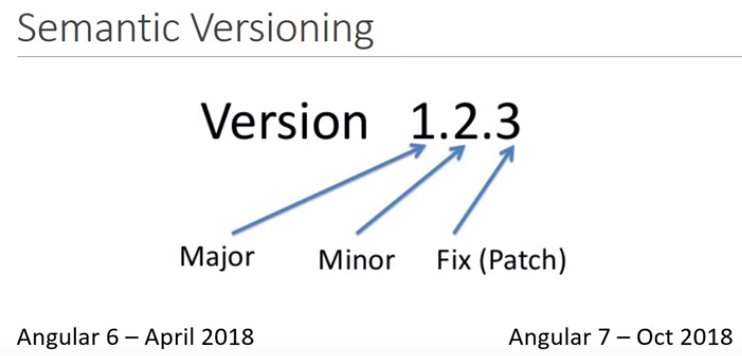 Semantic Versioning
Version 1.2.3
Major Minor Fix (Patch)
Angular 6 – April 2018 Angular 7 – Oct 2018